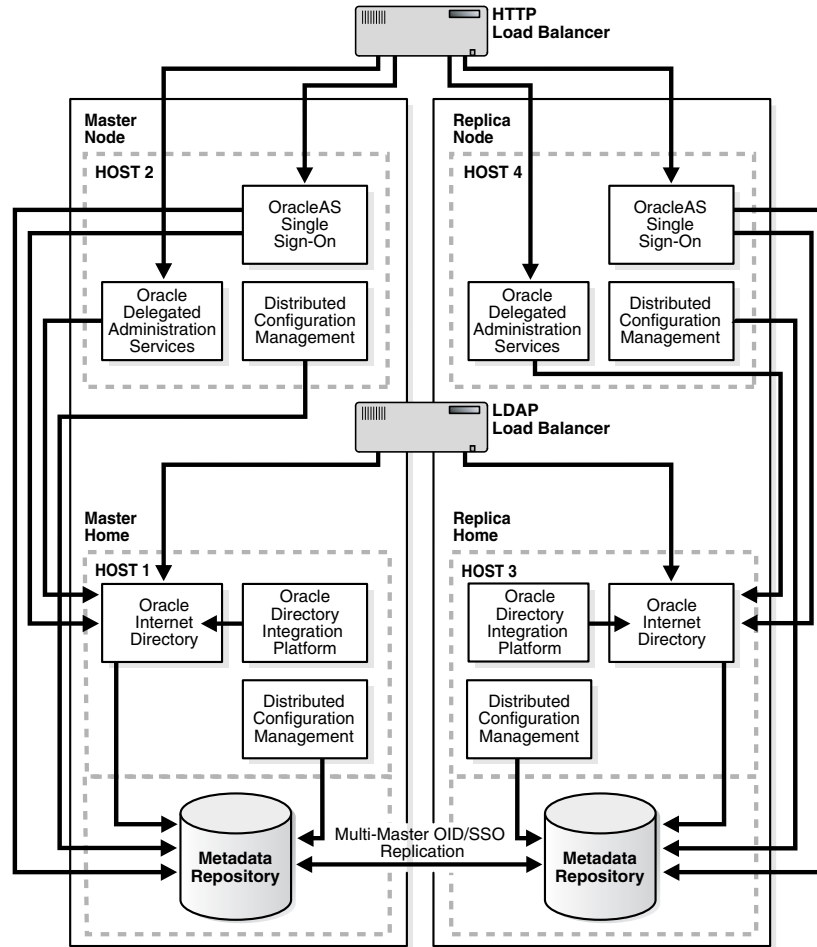 HTTP
Load Balancer
Master
Node
HOST 2
OracleAS
Single
Sign-On
Oracle
Delegated
Administration
Services
Distributed
Configuration
Management
Replica
Node
HOST 4
OracleAS
Single
Sign-On
Oracle
Delegated
Administration
Services
Distributed
Configuration
Management
LDAP
Load Balancer
Master
Home
HOST 1
Oracle
Internet
Directory
Oracle
Directory
Integration
Platform
Distributed
Configuration
Management
Metadata
Repository
Replica
Home
HOST 3
Oracle
Directory
Integration
Platform
Oracle
Internet
Directory
Distributed
Configuration
Management
Multi-Master OID/SSO
Replication
Metadata
Repository